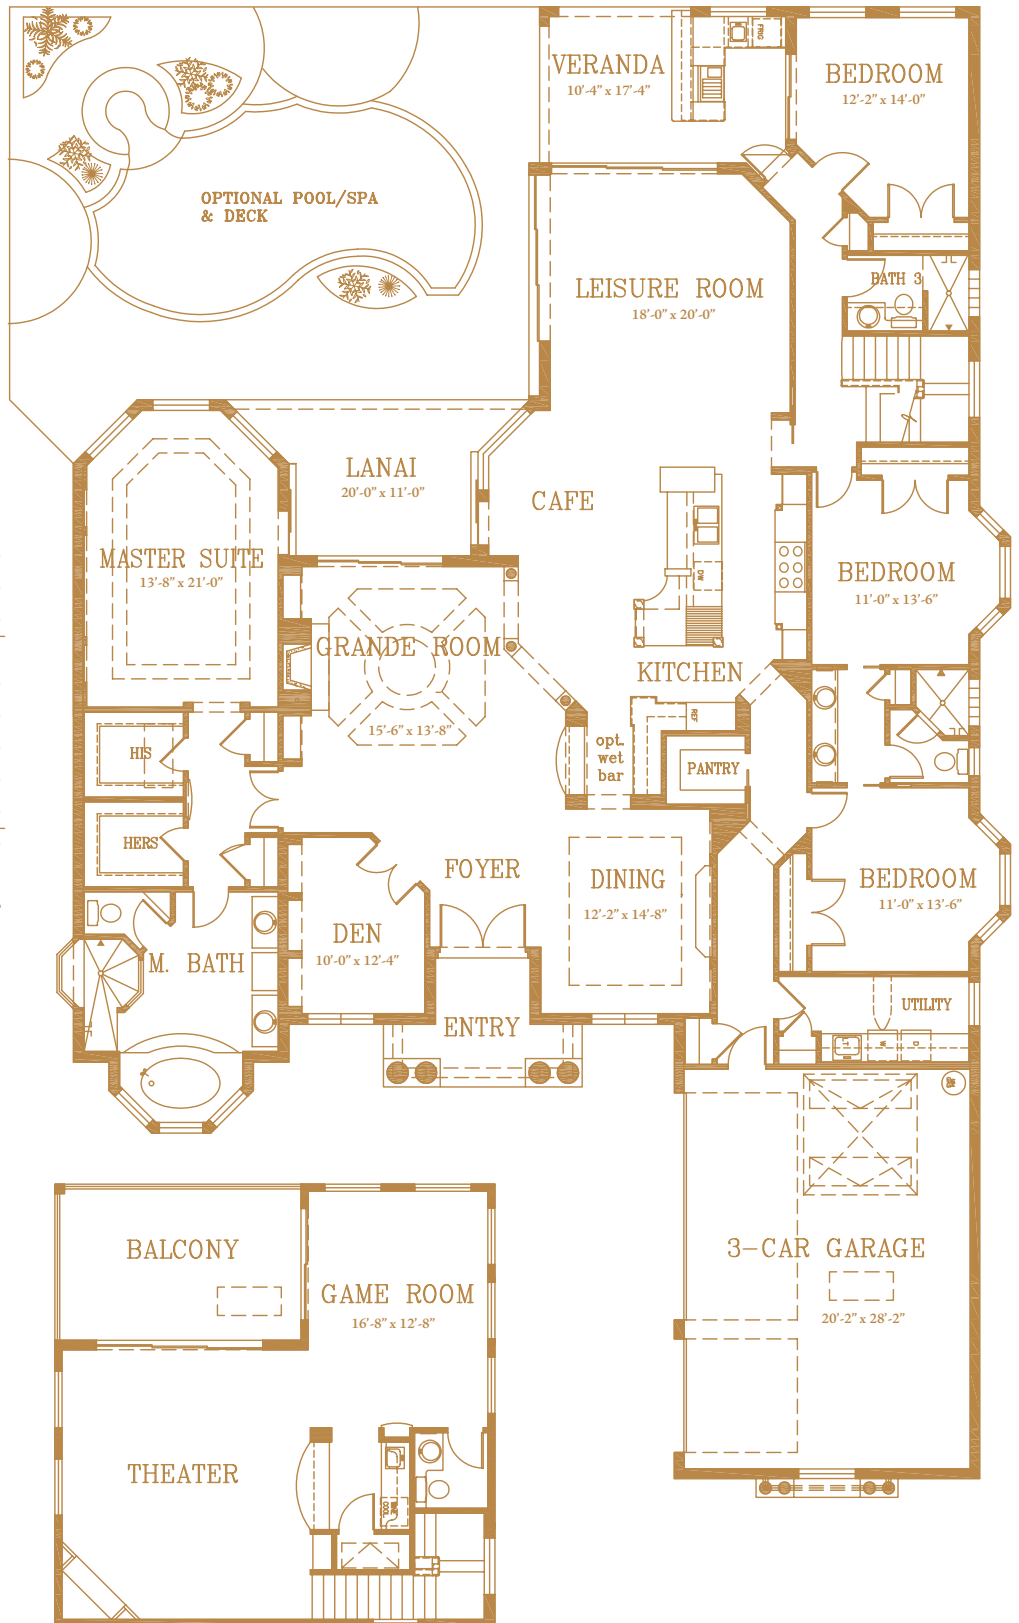 VERANDA
10'-4" x 17'-4"
FRIG
BEDROOM
12'-2" x 14'-0"
OPTIONAL POOL/SPA
& DECK
LEISURE ROOM
18'-0" x 20'-0"
BATH 3
LANAI
20'-0" x 11'-0"
CAFE
MASTER SUITE
13'-8" x 21'-0"
DW
BEDROOM
11'-0" x 13'-6"
GRANDE ROOM
15'-6" x 13'-8"
KITCHEN
REF
opt.
wet
bar
PANTRY
HIS
HERS
FOYER
DINING
12'-2" x 14'-8"
BEDROOM
11'-0" x 13'-6"
DEN
10'-0" x 12'-4"
M. BATH
ENTRY
UTILITY
LT
W
D
3-CAR GARAGE
20'-2" x 28'-2"
BALCONY
GAME ROOM
16'-8" x 12'-8"
THEATER